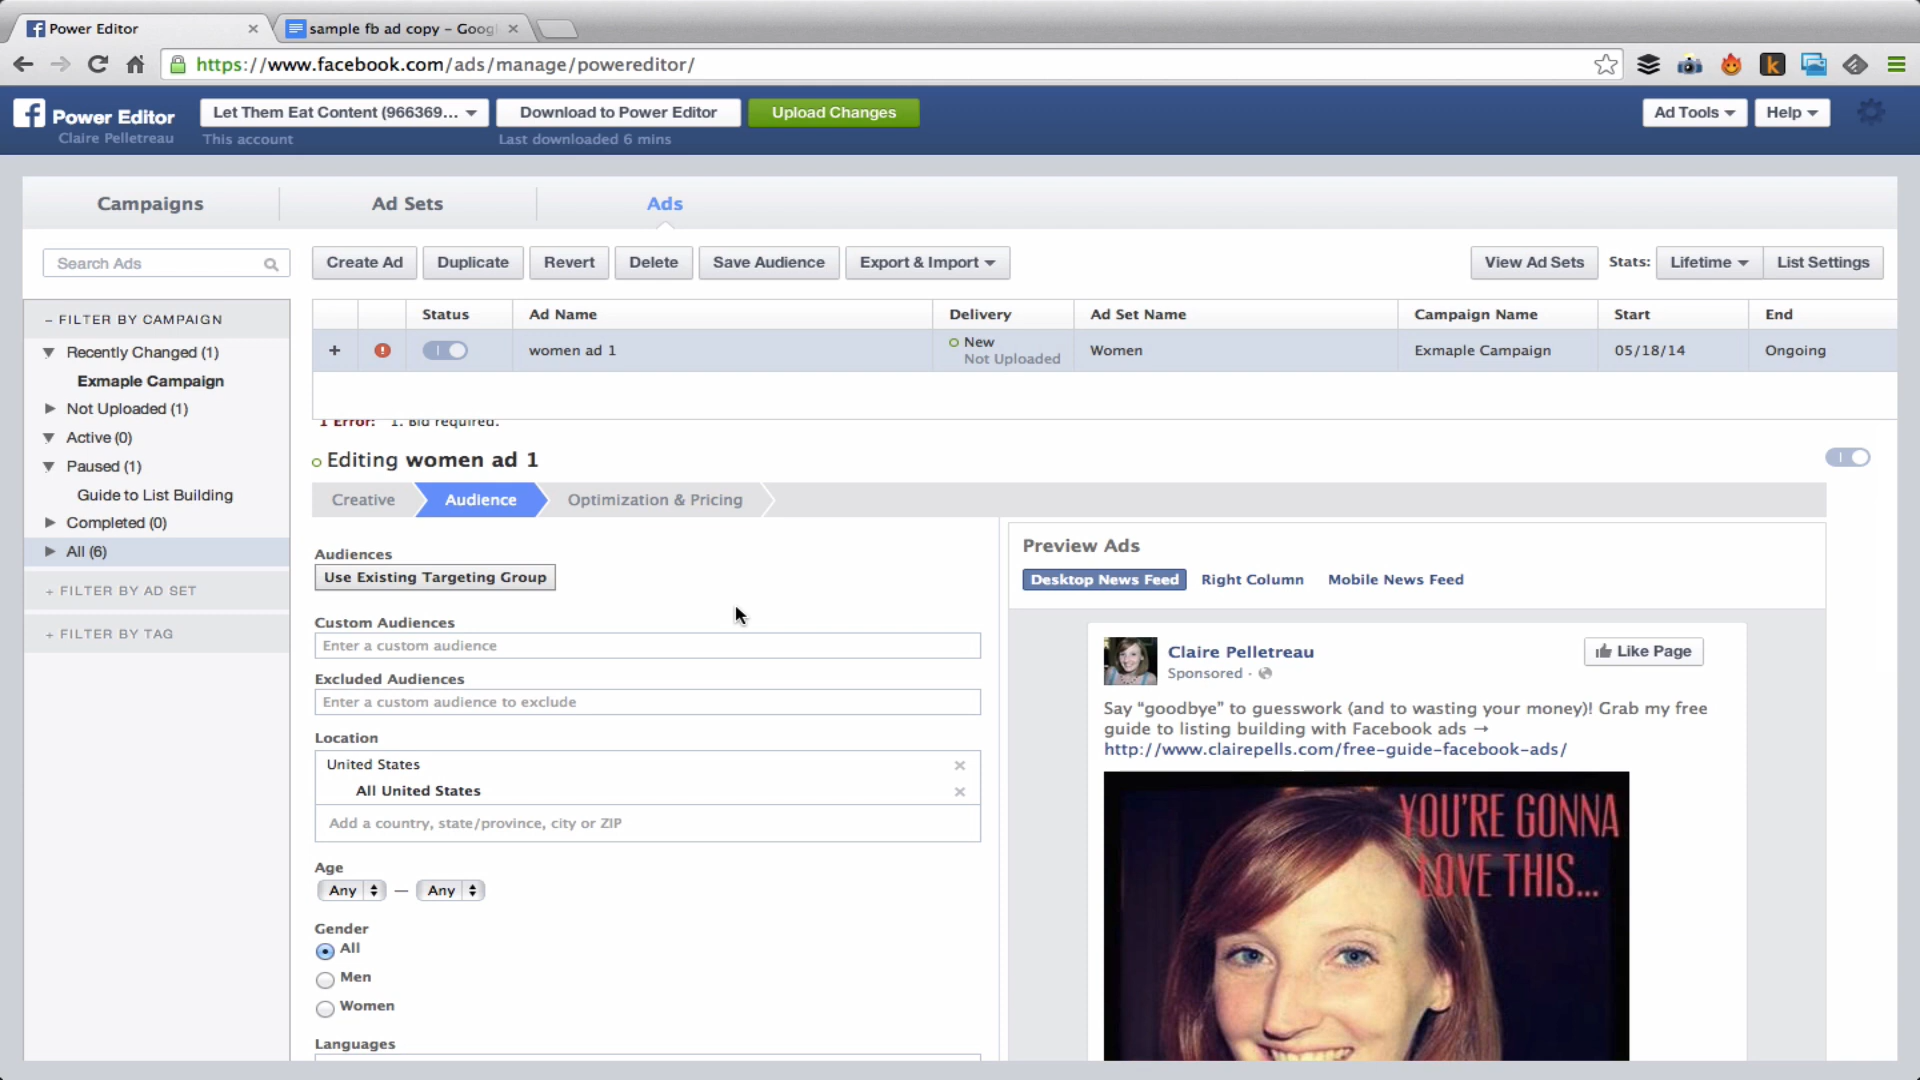 Power Editor
sample fb ad copy – Goog
https://www.facebook.com/ads/manage/powereditor/
Power Editor
Claire Pelletreau
Let Them Eat Content (966369...
This account
Download to Power Editor
Last downloaded 6 mins
Upload Changes
Ad Tools
Help
Campaigns
Ad Sets
Ads
Search Ads
Create Ad
Duplicate
Revert
Delete
Save Audience
Export & Import
View Ad Sets
Stats:
Lifetime
List Settings
– FILTER BY CAMPAIGN
Recently Changed (1)
Exmaple Campaign
Not Uploaded (1)
Active (0)
Paused (1)
Guide to List Building
Completed (0)
All (6)
+ FILTER BY AD SET
+ FILTER BY TAG
Status
Ad Name
Delivery
Ad Set Name
Campaign Name
Start
End
+
women ad 1
New
Not Uploaded
Women
Exmaple Campaign
05/18/14
Ongoing
1 Error: 1. Bid required.
Editing women ad 1
Creative
Audience
Optimization & Pricing
Audiences
Use Existing Targeting Group
Custom Audiences
Enter a custom audience
Excluded Audiences
Enter a custom audience to exclude
Location
United States
All United States
Add a country, state/province, city or ZIP
Age
Any — Any
Gender
All
Men
Women
Languages
Preview Ads
Desktop News Feed
Right Column
Mobile News Feed
Claire Pelletreau
Sponsored ·
Like Page
Say “goodbye” to guesswork (and to wasting your money)! Grab my free
guide to listing building with Facebook ads →
http://www.clairepells.com/free-guide-facebook-ads/
YOU'RE GONNA
LOVE THIS...